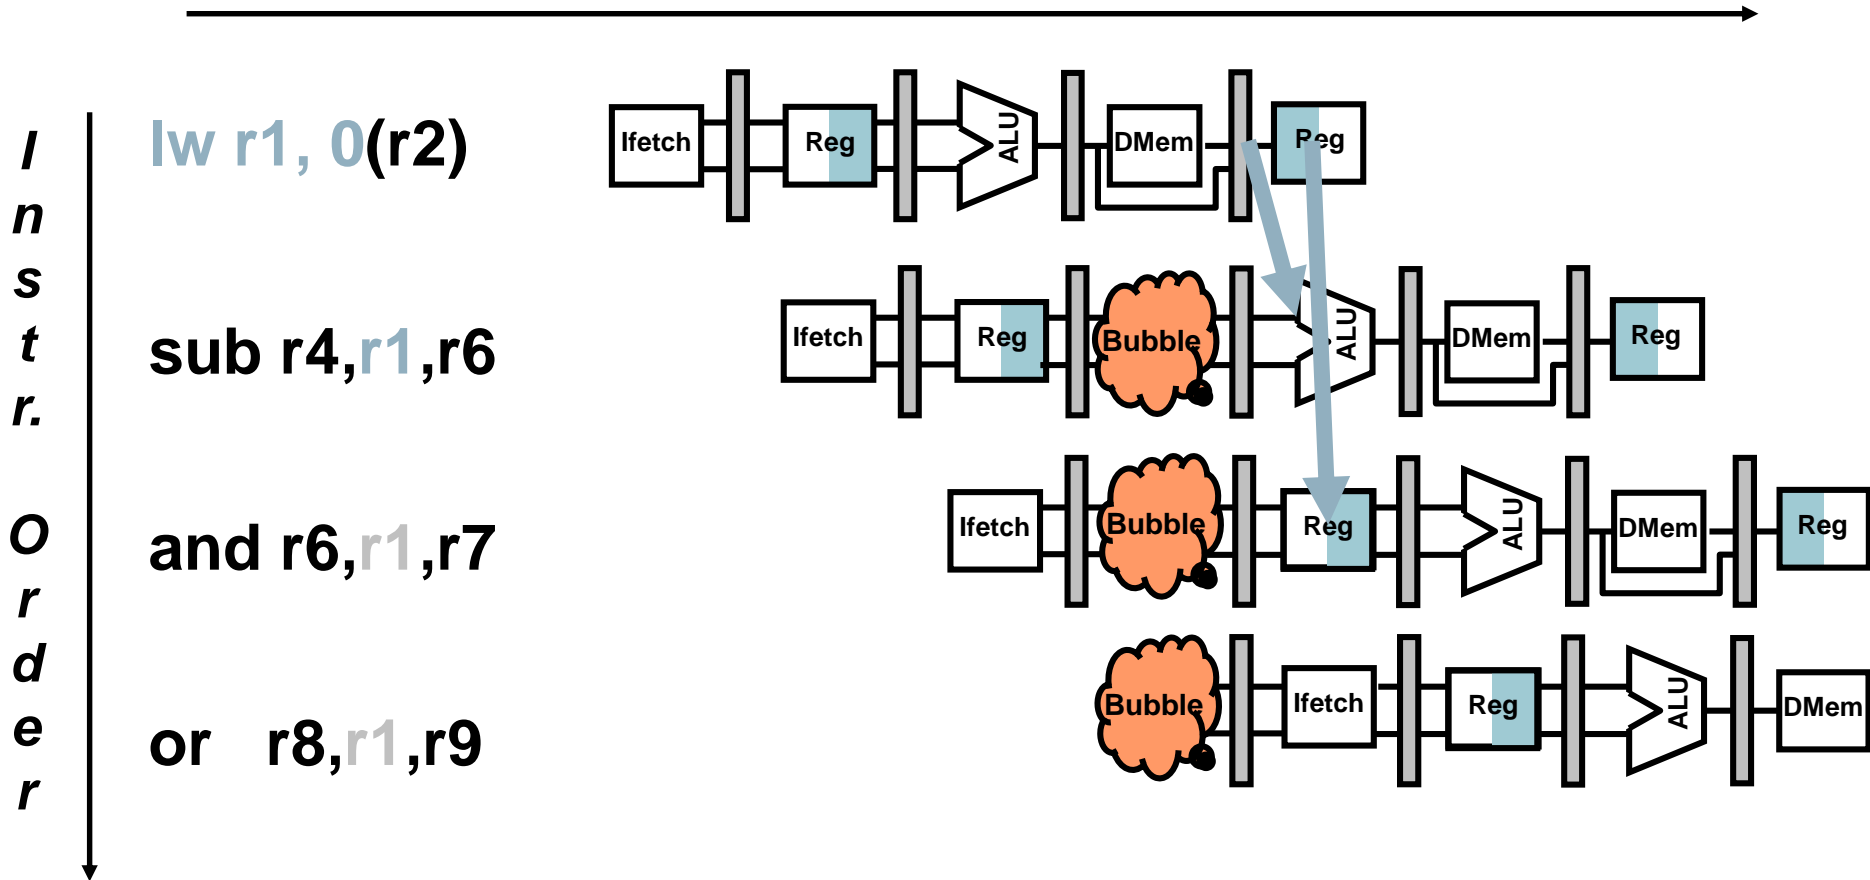 Instr. Order
lw r1, 0(r2)
Ifetch Reg ALU DMem Reg
sub r4,r1,r6
Ifetch Reg Bubble ALU DMem Reg
and r6,r1,r7
Ifetch Bubble Reg ALU DMem Reg
or r8,r1,r9
Bubble Ifetch Reg ALU DMem